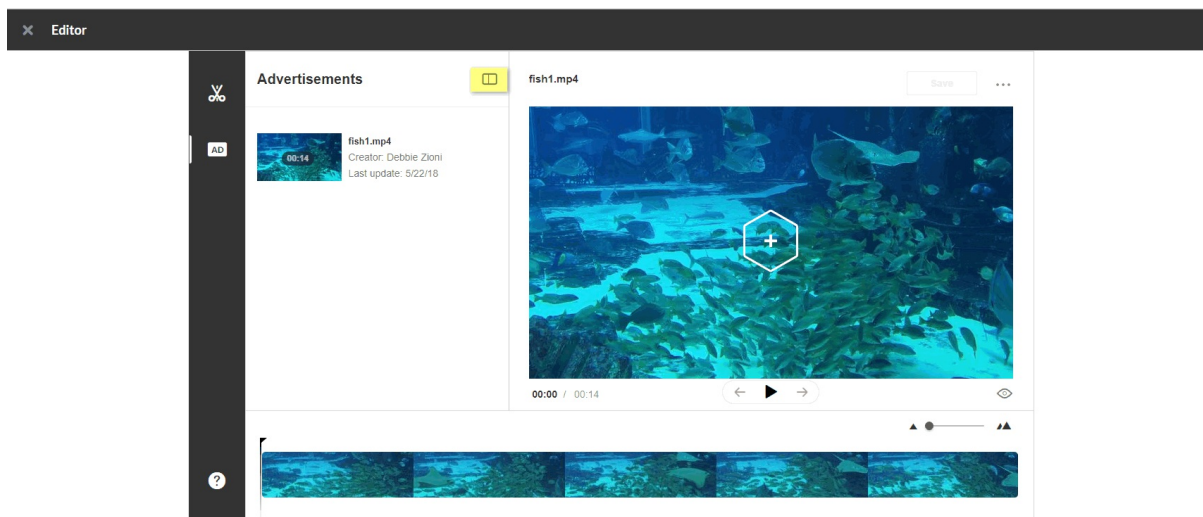 Editor
Advertisements
fish1.mp4
Save
...
AD
00:14
fish1.mp4
Creator: Debbie Zioni
Last update: 5/22/18
00:00 / 00:14
?